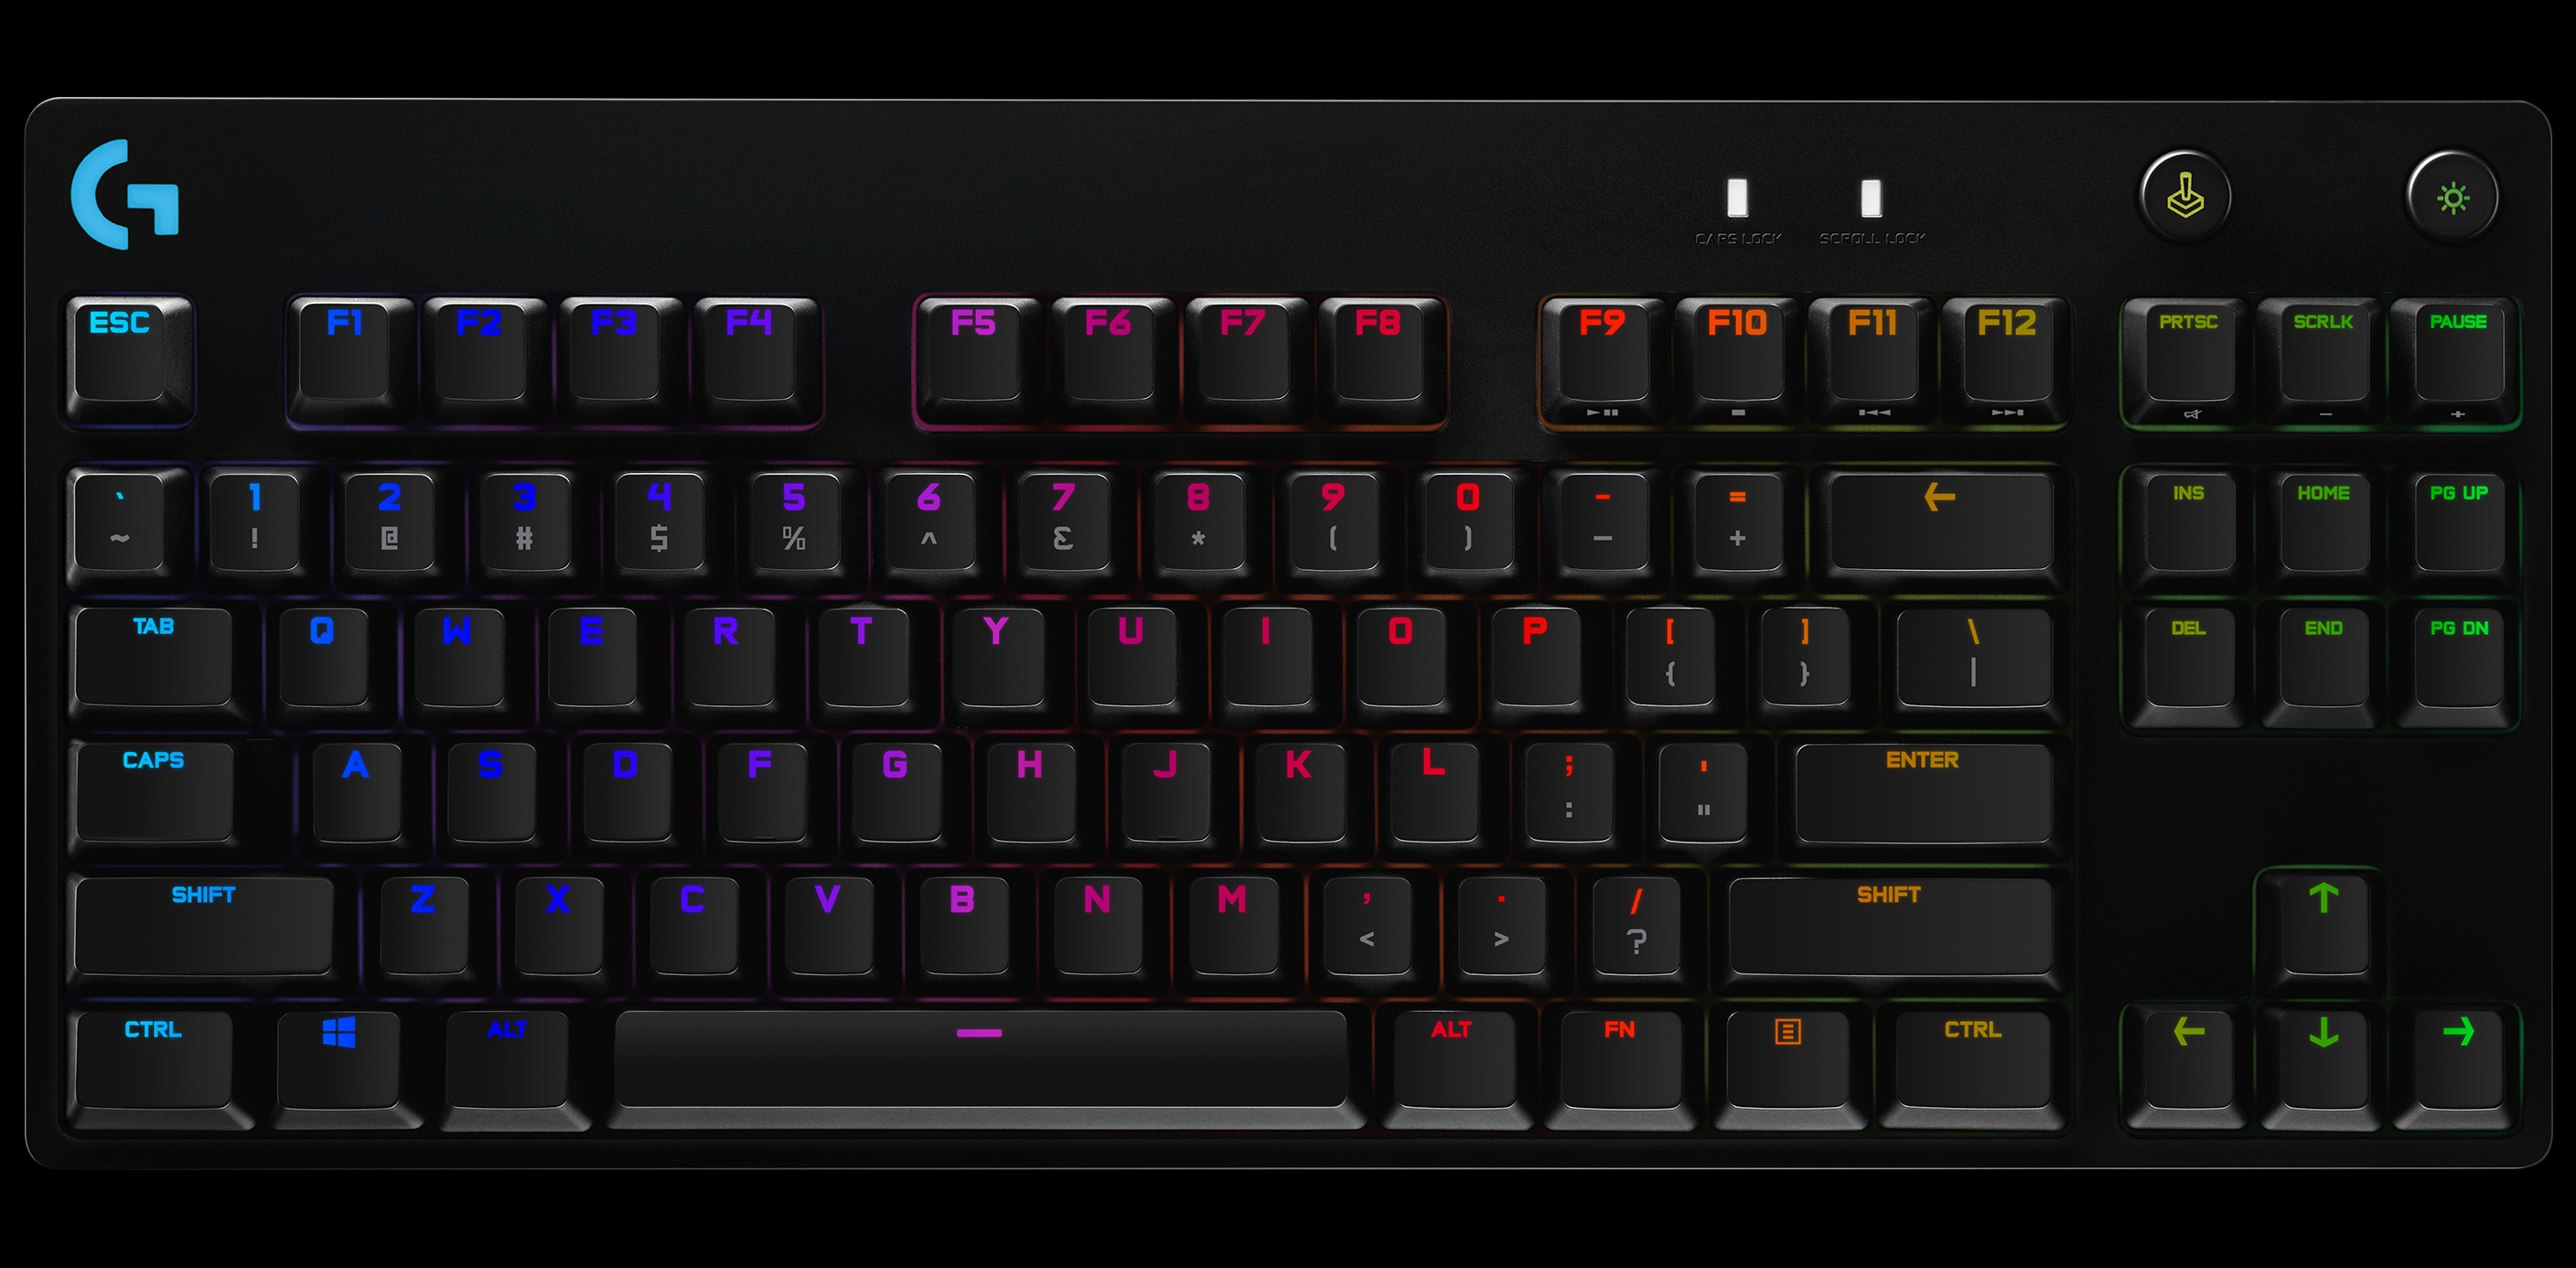 G
CAPS LOCK SCROLL LOCK
ESC F1 F2 F3 F4 F5 F6 F7 F8 F9 F10 F11 F12 PRTSC SCRLK PAUSE
− +
` 1 2 3 4 5 6 7 8 9 0 - = ← INS HOME PG UP
~ ! @ # $ % ^ & * ( ) − +
TAB Q W E R T Y U I O P [ ] \ DEL END PG DN
{ } |
CAPS A S D F G H J K L ; ' ENTER
: "
SHIFT Z X C V B N M , . / SHIFT ↑
< > ?
CTRL ALT ALT FN CTRL ← ↓ →